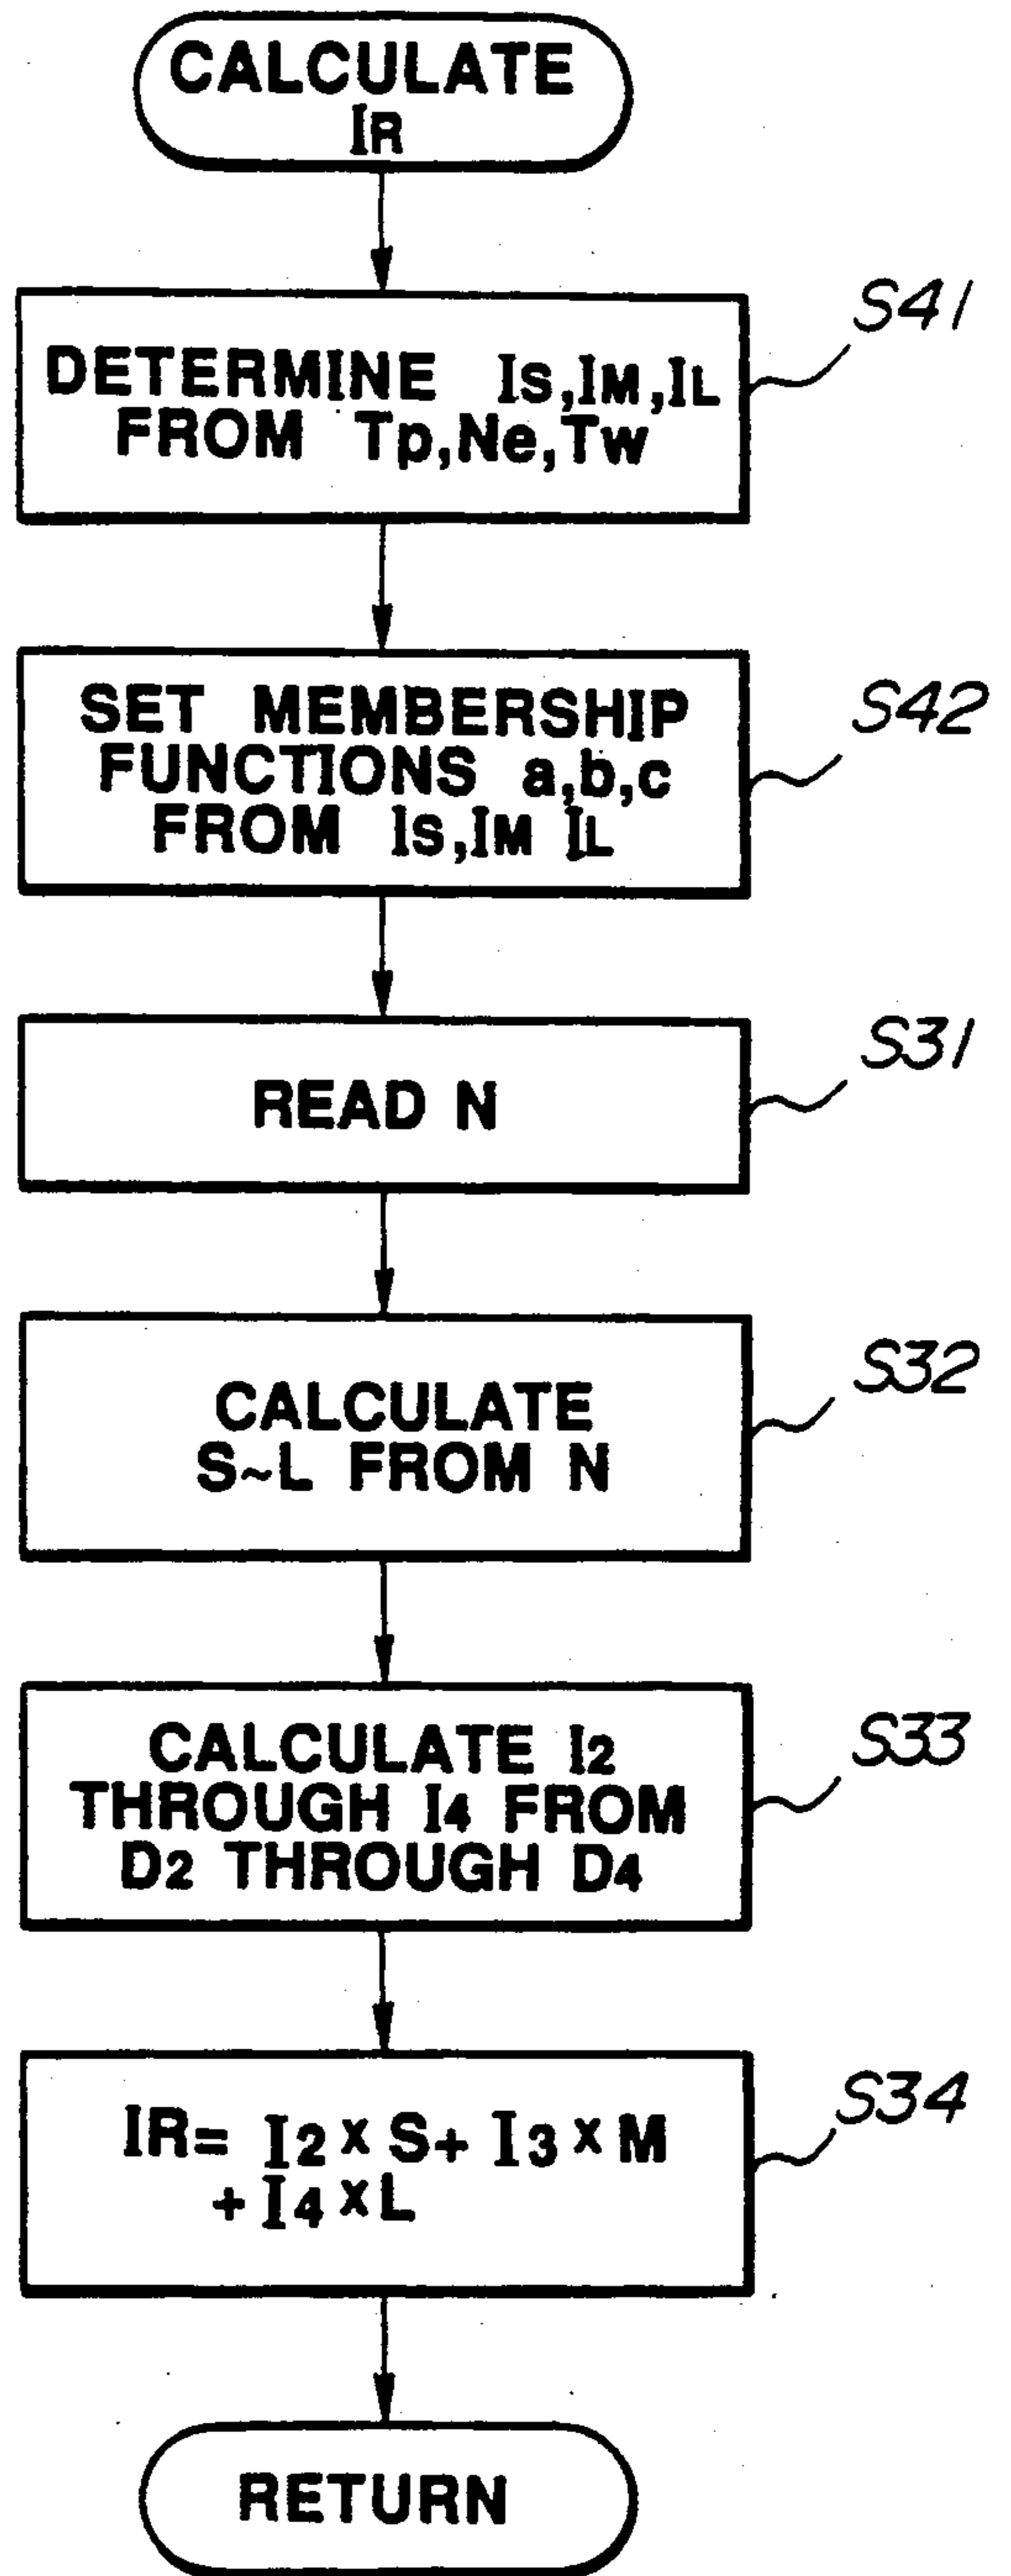 CALCULATE
IR
S41
DETERMINE IS,IM,IL
FROM Tp,Ne,Tw
S42
SET MEMBERSHIP
FUNCTIONS a,b,c
FROM IS,IM IL
S31
READ N
S32
CALCULATE
S~L FROM N
S33
CALCULATE I2
THROUGH I4 FROM
D2 THROUGH D4
S34
IR= I2 x S+ I3 x M
+ I4 x L
RETURN